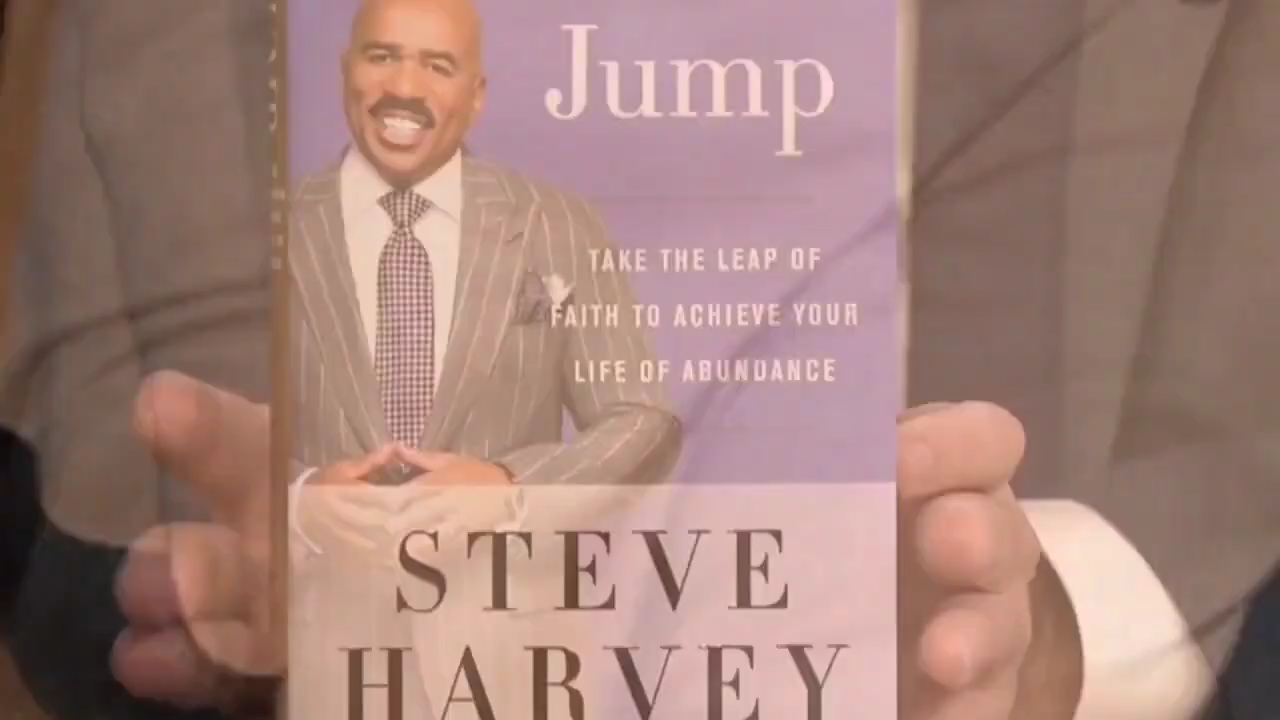 Jump
TAKE THE LEAP OF
FAITH TO ACHIEVE YOUR
LIFE OF ABUNDANCE
STEVE
HARVEY